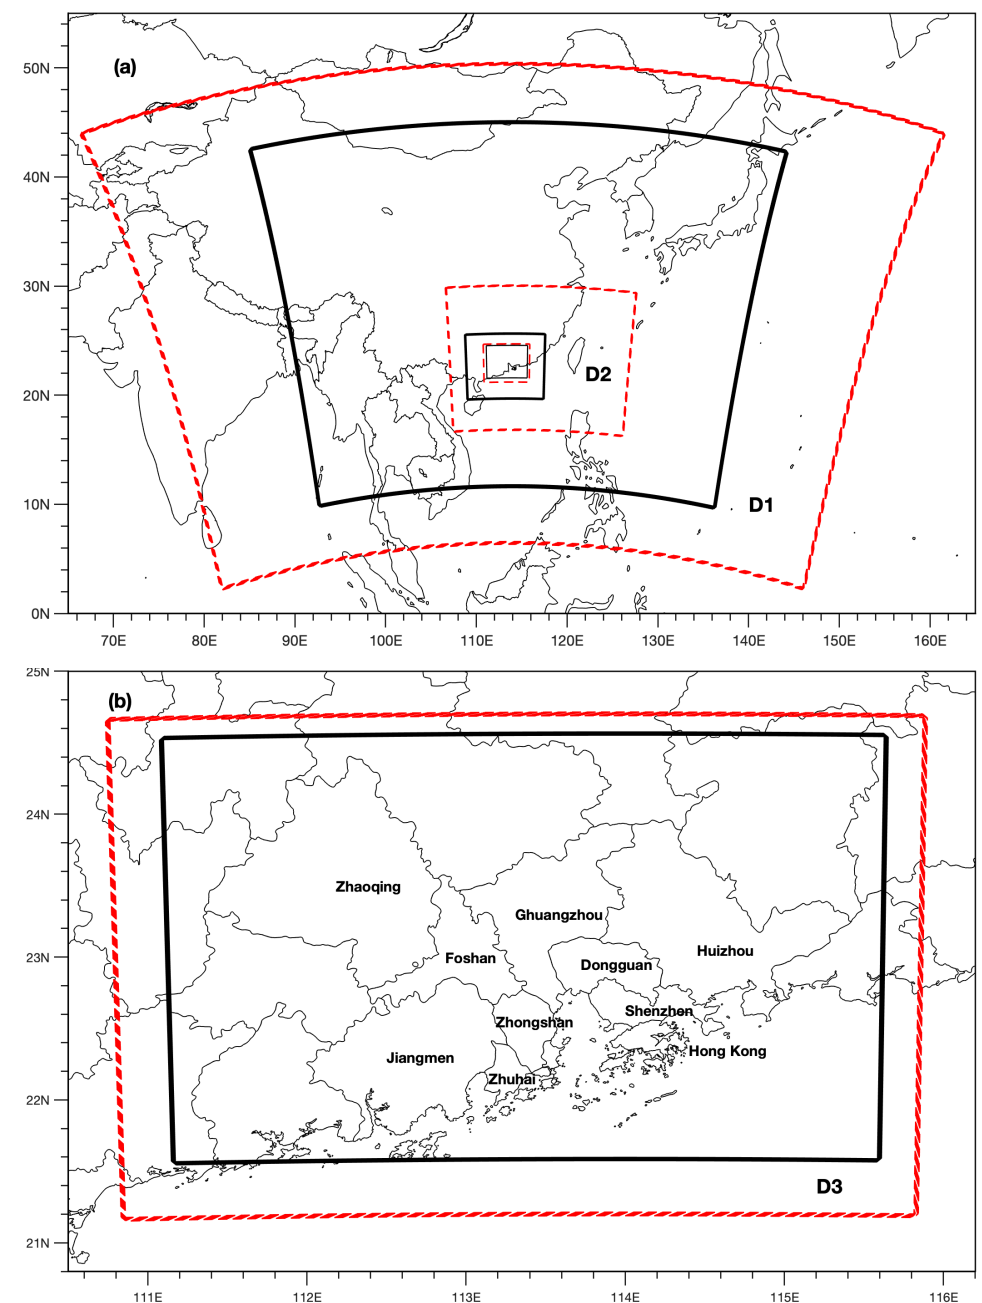 (a)
50N
40N
30N
20N
10N
0N
D2
D1
70E 80E 90E 100E 110E 120E 130E 140E 150E 160E
(b)
25N
24N
23N
22N
21N
Zhaoqing
Ghuangzhou
Foshan
Dongguan
Huizhou
Zhongshan
Shenzhen
Jiangmen
Hong Kong
Zhuhai
D3
111E 112E 113E 114E 115E 116E